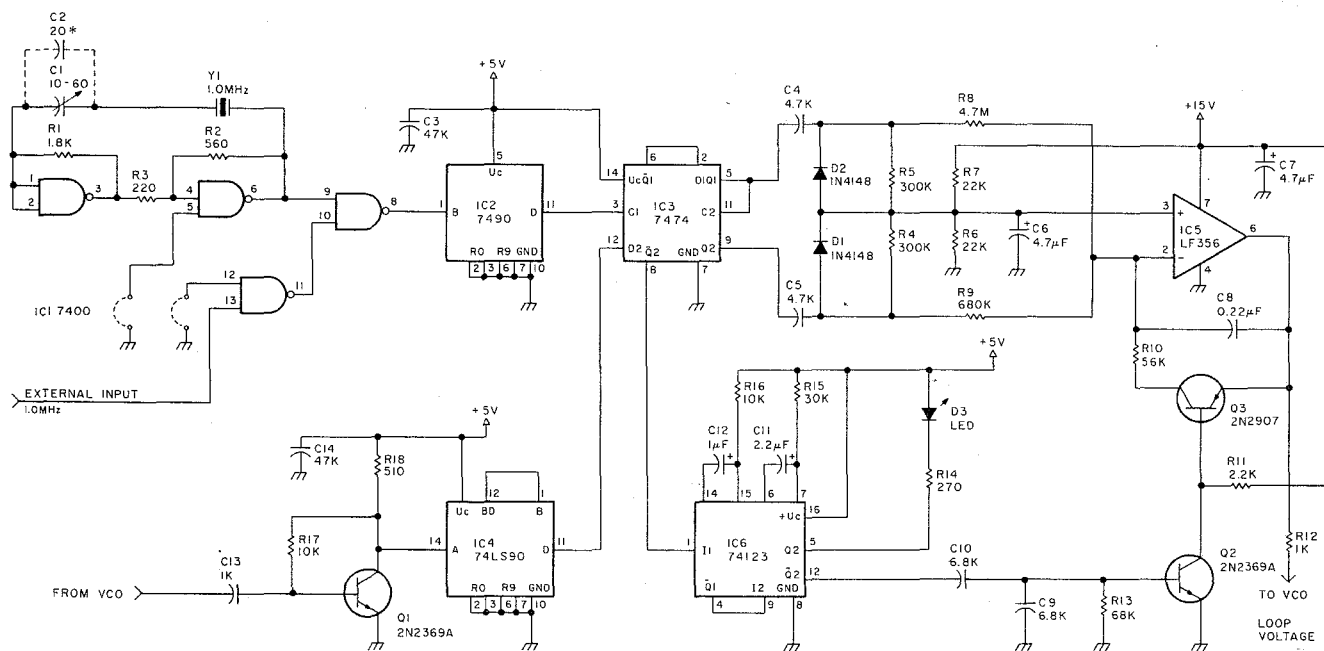 C2
20*
C1
10-60
Y1
1.0MHz
R1
1.8K
R2
560
R3
220
1
2
3
4
5
6
9
10
8
12
13
11
IC1 7400
EXTERNAL INPUT
1.0MHz
+5V
C3
47K
5
Uc
1
B
IC2
7490
D
11
R0 R9 GND
2 3 6 7 10
14
6
2
Uc Q̄1
D1Q1
5
3
C1
IC3
7474
C2
11
12
D2
Q̄2
GND
Q2
9
8
7
C4
4.7K
C5
4.7K
D2
1N4148
D1
1N4148
R5
300K
R4
300K
R8
4.7M
R9
680K
R7
22K
R6
22K
C6
4.7µF
+15V
C7
4.7µF
3
+
2
−
7
IC5
LF356
6
4
C8
0.22µF
R10
56K
Q3
2N2907
R11
2.2K
R12
1K
TO VCO
LOOP
VOLTAGE
+5V
C14
47K
R18
510
R17
10K
C13
1K
FROM VCO
Q1
2N2369A
12
1
Uc
BD
B
14
A
IC4
74LS90
D
11
R0 R9 GND
2 3 6 7 10
+5V
R16
10K
R15
30K
C12
1µF
C11
2.2µF
D3
LED
R14
270
14
15
6
7
+Uc
16
1
I1
IC6
74123
Q2
5
Q̄2
12
Q̄1
I2
GND
4
9
8
C10
6.8K
C9
6.8K
R13
68K
Q2
2N2369A